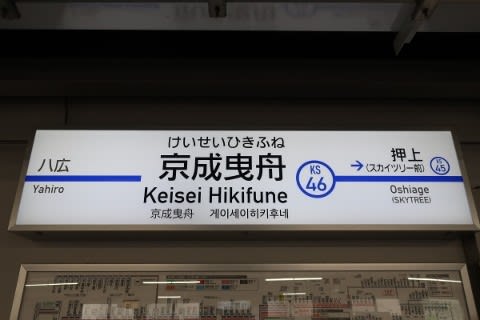 八広
Yahiro
けいせいひきふね
京成曳舟
Keisei Hikifune
京成曳舟 게이세이히키후네
KS
46
→ 押上
(スカイツリー前)
Oshiage
(SKYTREE)
KS
45